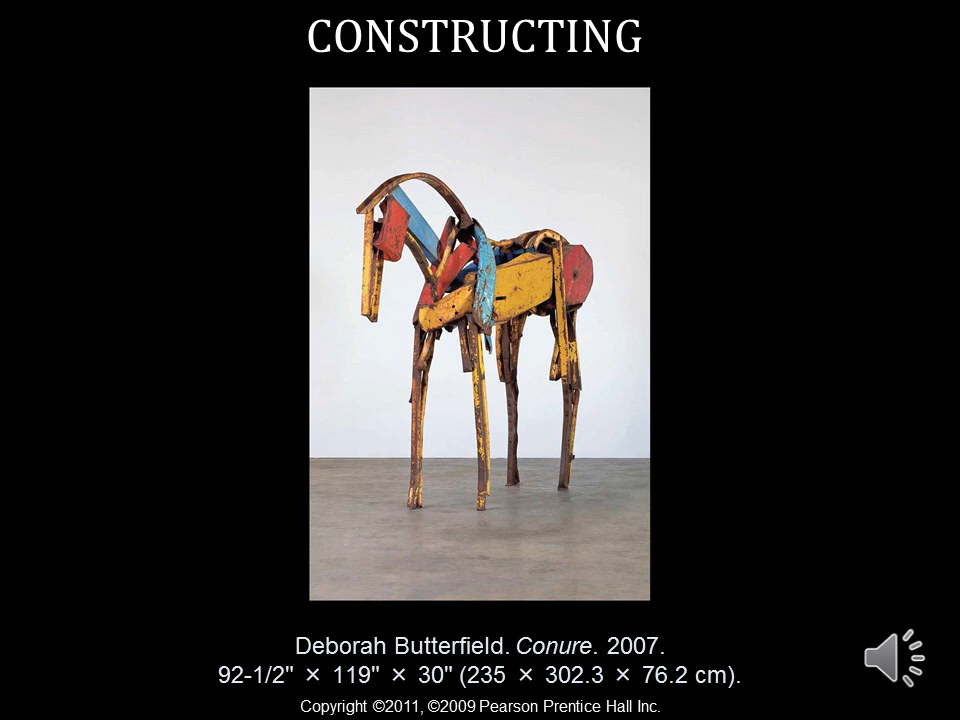 CONSTRUCTING
Deborah Butterfield. Conure. 2007.
92-1/2" × 119" × 30" (235 × 302.3 × 76.2 cm).
Copyright ©2011, ©2009 Pearson Prentice Hall Inc.